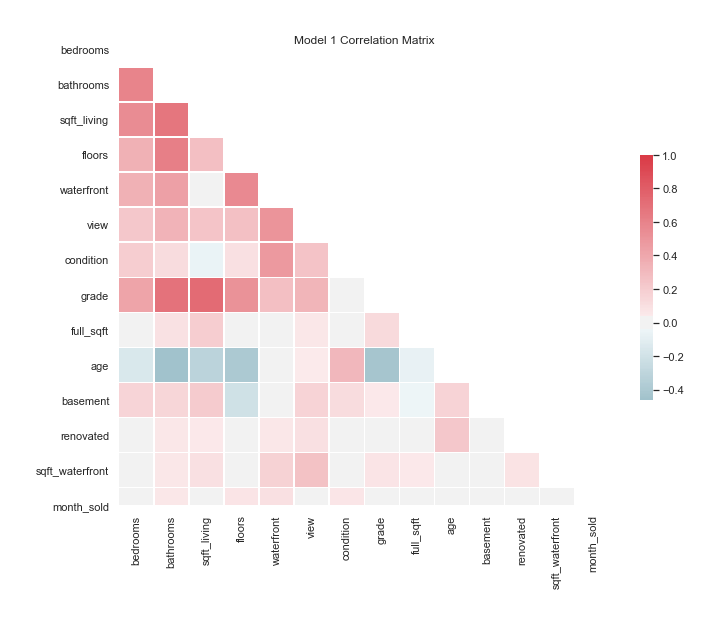 Model 1 Correlation Matrix
bedrooms
bathrooms
sqft_living
floors
waterfront
view
condition
grade
full_sqft
age
basement
renovated
sqft_waterfront
month_sold
bedrooms
bathrooms
sqft_living
floors
waterfront
view
condition
grade
full_sqft
age
basement
renovated
sqft_waterfront
month_sold
1.0
0.8
0.6
0.4
0.2
0.0
−0.2
−0.4